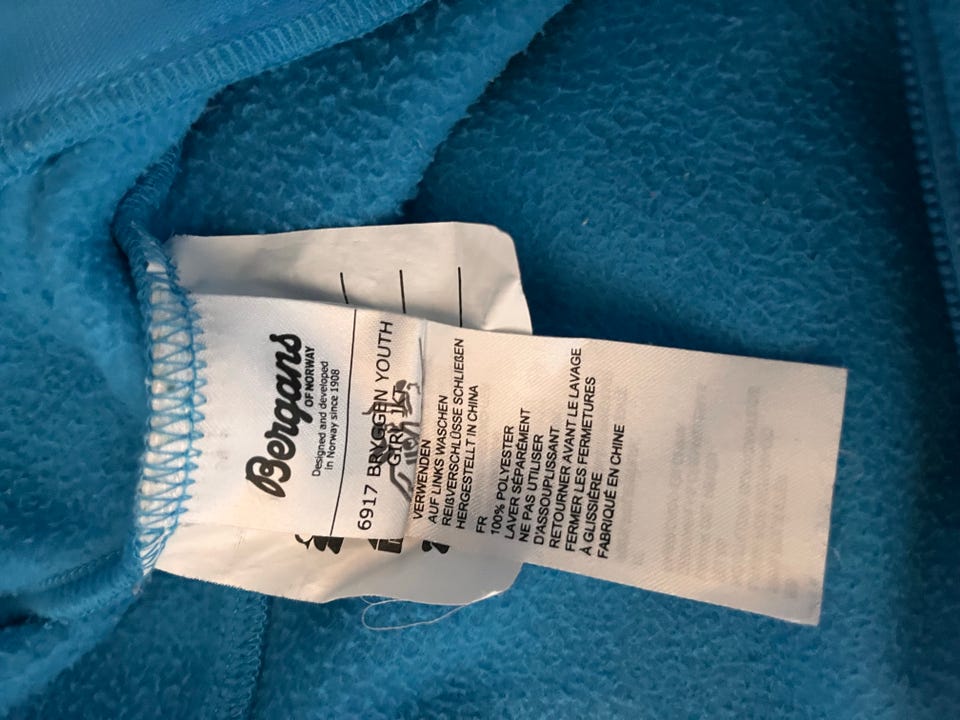 Bergans
OF NORWAY
Designed and developed
in Norway since 1908
6917 BRYGGEN YOUTH
VERWENDEN
AUF LINKS WASCHEN
REIßVERSCHLÜSSE SCHLIEßEN
HERGESTELLT IN CHINA
FR
100% POLYESTER
LAVER SÉPARÉMENT
NE PAS UTILISER
D'ASSOUPLISSANT
RETOURNER AVANT LE LAVAGE
FERMER LES FERMETURES
À GLISSIÈRE
FABRIQUÉ EN CHINE